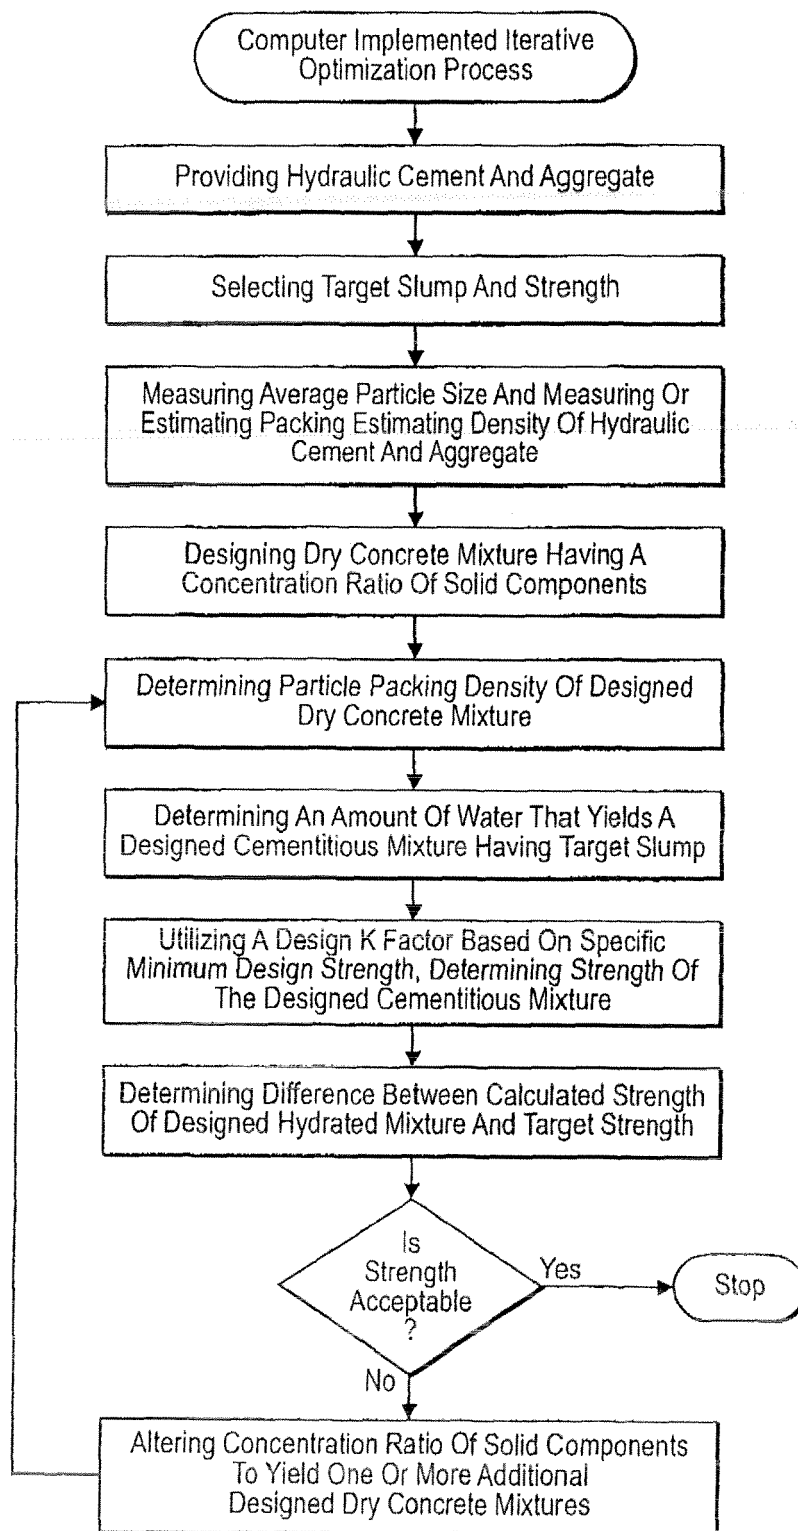 Computer Implemented Iterative
Optimization Process
Providing Hydraulic Cement And Aggregate
Selecting Target Slump And Strength
Measuring Average Particle Size And Measuring Or
Estimating Packing Estimating Density Of Hydraulic
Cement And Aggregate
Designing Dry Concrete Mixture Having A
Concentration Ratio Of Solid Components
Determining Particle Packing Density Of Designed
Dry Concrete Mixture
Determining An Amount Of Water That Yields A
Designed Cementitious Mixture Having Target Slump
Utilizing A Design K Factor Based On Specific
Minimum Design Strength, Determining Strength Of
The Designed Cementitious Mixture
Determining Difference Between Calculated Strength
Of Designed Hydrated Mixture And Target Strength
Is
Strength
Acceptable
?
Yes
Stop
No
Altering Concentration Ratio Of Solid Components
To Yield One Or More Additional
Designed Dry Concrete Mixtures